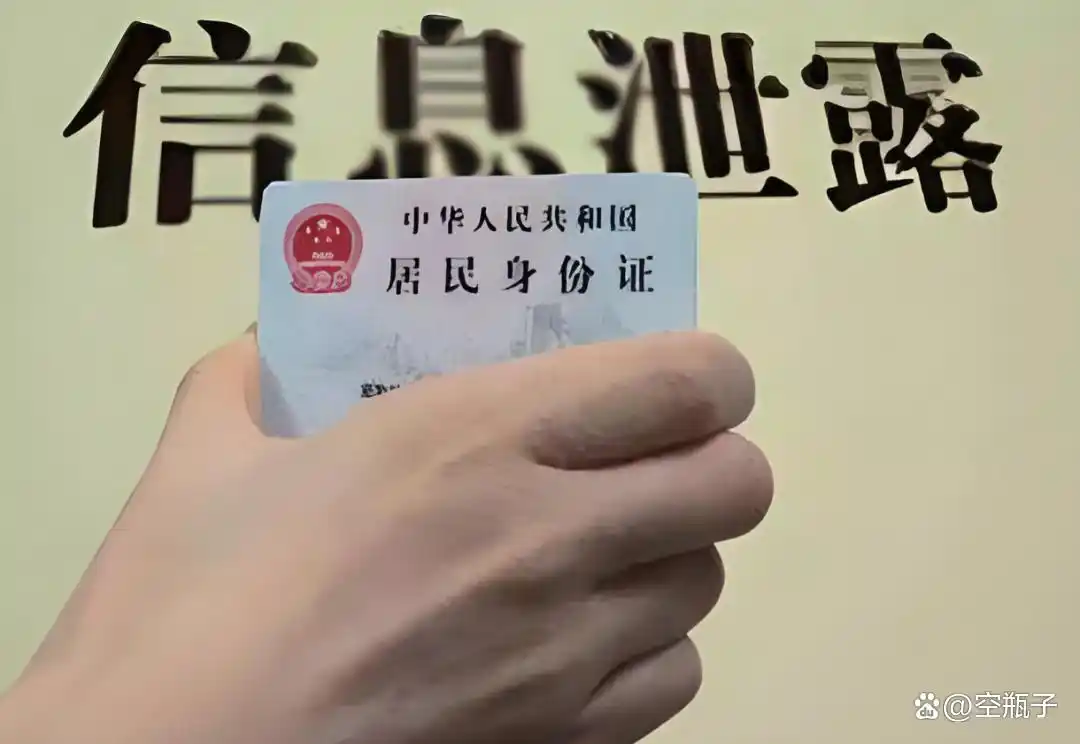 信息泄露
中华人民共和国
居民身份证
@空瓶子